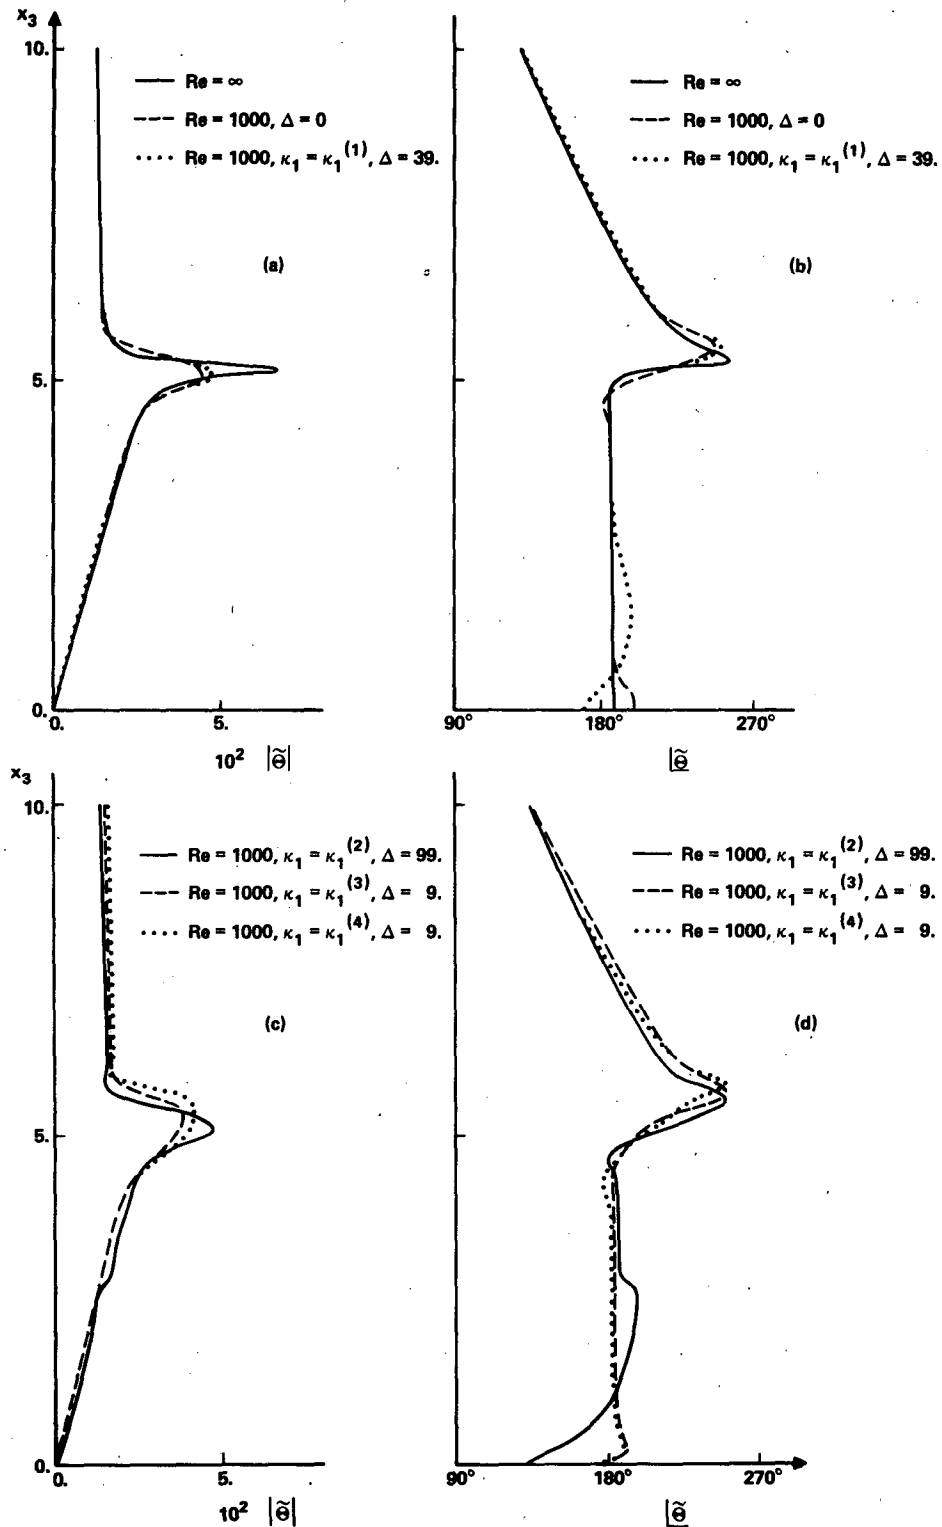 x₃
10.
5.
0.
Re = ∞
Re = 1000, Δ = 0
Re = 1000, κ₁ = κ₁⁽¹⁾, Δ = 39.
(a)
0.
5.
10² |Θ̃|
Re = ∞
Re = 1000, Δ = 0
Re = 1000, κ₁ = κ₁⁽¹⁾, Δ = 39.
(b)
90°
180°
270°
|Θ̃
x₃
10.
5.
0.
Re = 1000, κ₁ = κ₁⁽²⁾, Δ = 99.
Re = 1000, κ₁ = κ₁⁽³⁾, Δ = 9.
Re = 1000, κ₁ = κ₁⁽⁴⁾, Δ = 9.
(c)
0.
5.
10² |Θ̃|
Re = 1000, κ₁ = κ₁⁽²⁾, Δ = 99.
Re = 1000, κ₁ = κ₁⁽³⁾, Δ = 9.
Re = 1000, κ₁ = κ₁⁽⁴⁾, Δ = 9.
(d)
90°
180°
270°
|Θ̃